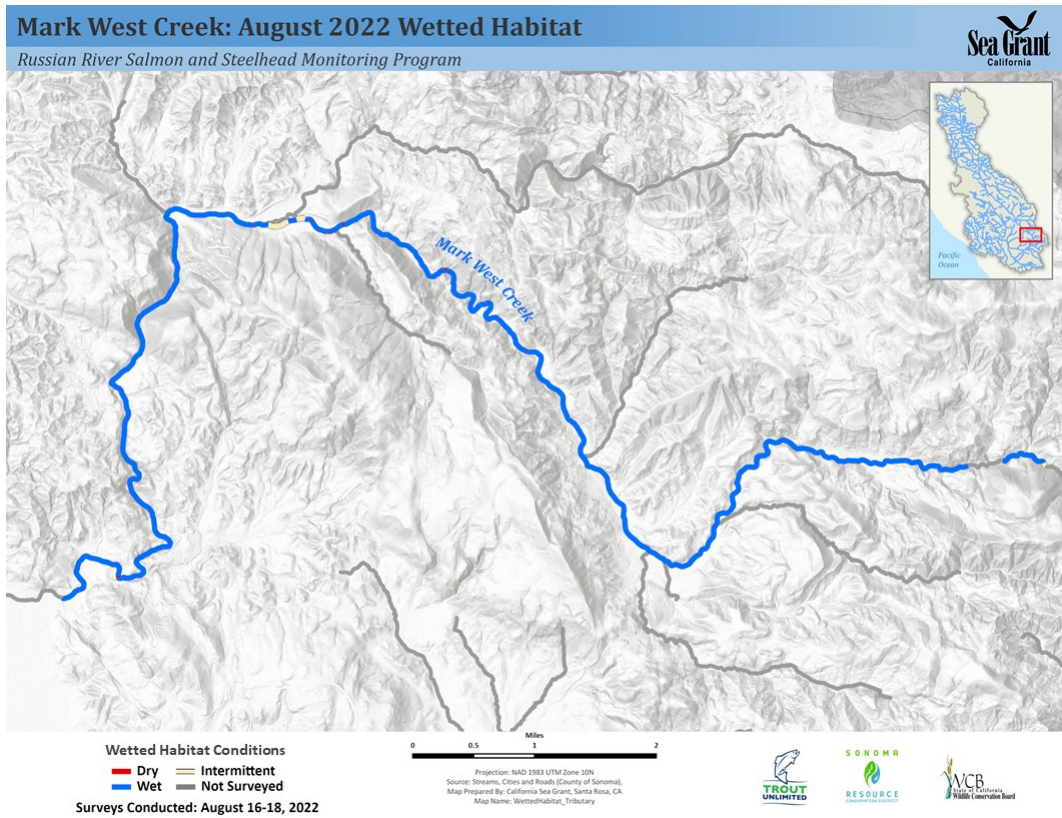 Mark West Creek: August 2022 Wetted Habitat
Russian River Salmon and Steelhead Monitoring Program
Sea Grant
California
Pacific
Ocean
Mark West Creek
Wetted Habitat Conditions
Dry
Intermittent
Wet
Not Surveyed
Surveys Conducted: August 16-18, 2022
Miles
0 0.5 1 2
Projection: NAD 1983 UTM Zone 10N
Source: Streams, Cities and Roads (County of Sonoma),
Map Prepared By: California Sea Grant, Santa Rosa, CA
Map Name: WettedHabitat_Tributary
TROUT
UNLIMITED
SONOMA
RESOURCE
CONSERVATION DISTRICT
WCB
State of California
Wildlife Conservation Board